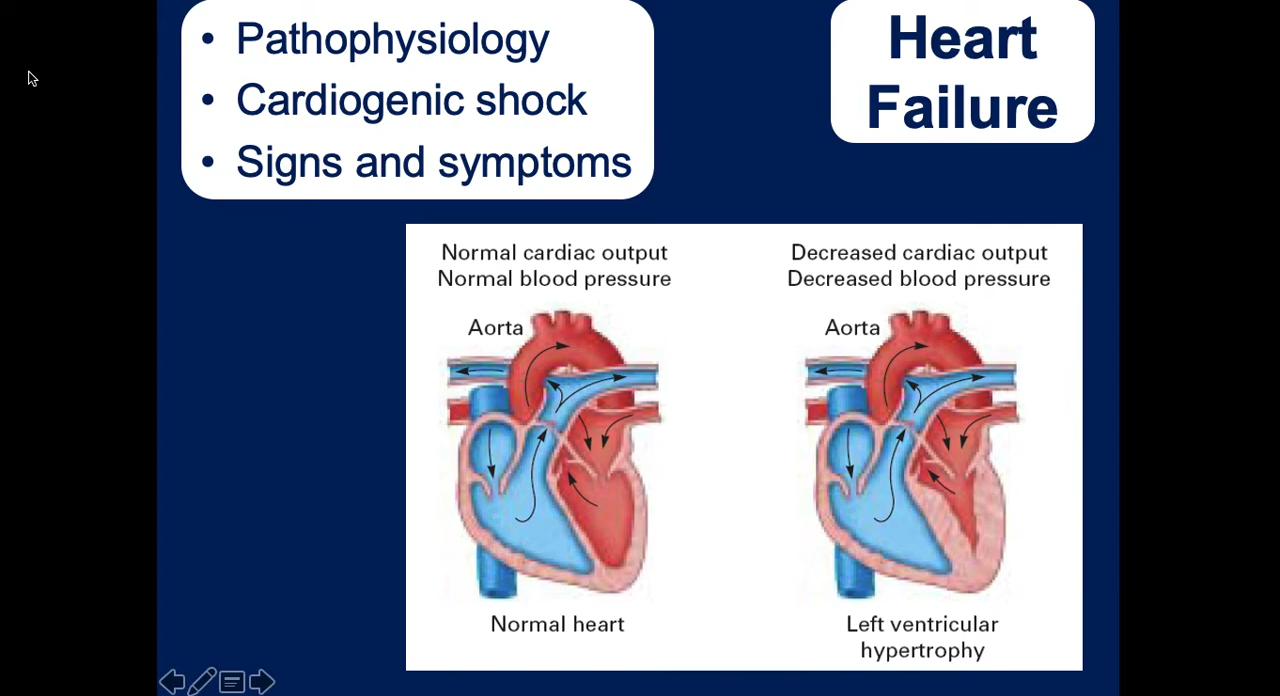 • Pathophysiology
• Cardiogenic shock
• Signs and symptoms
Heart
Failure
Normal cardiac output
Normal blood pressure
Aorta
Normal heart
Decreased cardiac output
Decreased blood pressure
Aorta
Left ventricular
hypertrophy